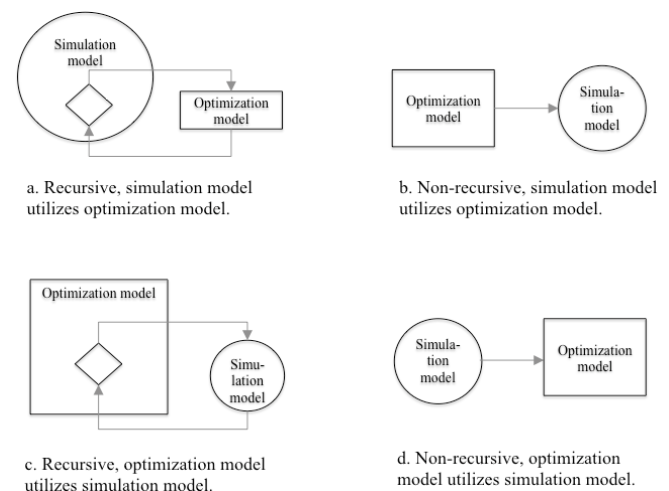 Simulation
model
Optimization
model
a. Recursive, simulation model
utilizes optimization model.
Optimization
model
Simula-
tion
model
b. Non-recursive, simulation model
utilizes optimization model.
Optimization model
Simu-
lation
model
c. Recursive, optimization model
utilizes simulation model.
Simula-
tion
model
Optimization
model
d. Non-recursive, optimization
model utilizes simulation model.